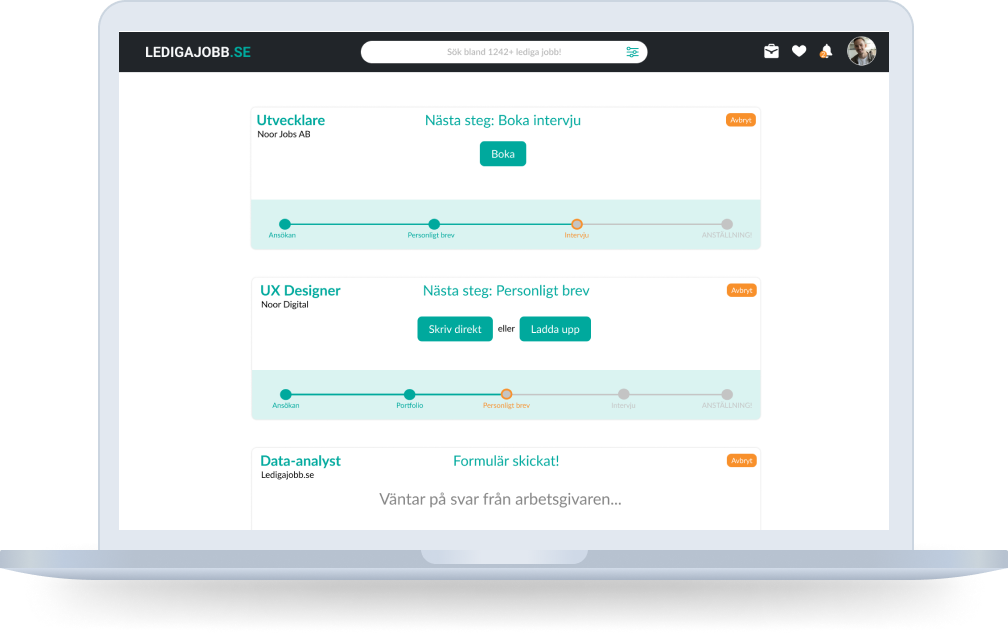 LEDIGAJOBB.SE
Sök bland 1242+ lediga jobb!
Utvecklare
Nästa steg: Boka intervju
Avbryt
Noor Jobs AB
Boka
Ansökan
Personligt brev
Intervju
ANSTÄLLNING!
UX Designer
Nästa steg: Personligt brev
Avbryt
Noor Digital
Skriv direkt eller Ladda upp
Ansökan
Portfolio
Personligt brev
Intervju
ANSTÄLLNING!
Data-analyst
Formulär skickat!
Avbryt
Ledigajobb.se
Väntar på svar från arbetsgivaren...